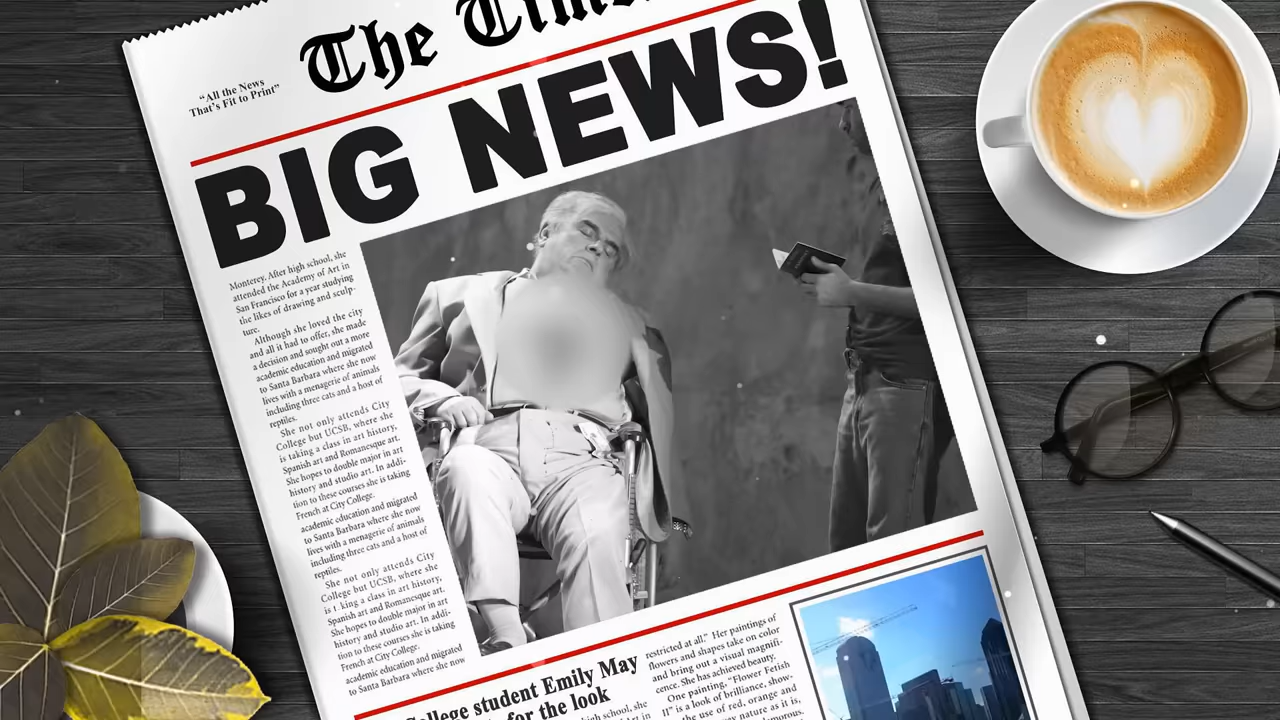 The Times
"All the News
That's Fit to Print"
BIG NEWS!
Monterey. After high school, she
attended the Academy of Art in
San Francisco for a year studying
the likes of drawing and sculp-
ture.
Although she loved the city
and all it had to offer, she made
a decision and sought out a more
academic education and migrated
to Santa Barbara where she now
lives with a menagerie of animals
including three cats and a host of
reptiles.
She not only attends City
College but UCSB, where she
is taking a class in art history,
Spanish art and Romanesque art.
She hopes to double major in art
history and studio art. In addi-
tion to these courses she is taking
French at City College.
academic education and migrated
to Santa Barbara where she now
lives with a menagerie of animals
including three cats and a host of
reptiles.
She not only attends City
College but UCSB, where she
is t king a class in art history,
Spanish art and Romanesque art.
She hopes to double major in art
history and studio art. In addi-
tion to these courses she is taking
French at City College.
academic education and migrated
to Santa Barbara where she now
College student Emily May
for the look
high school, she
restricted at all." Her paintings of
flowers and shapes take on color
and bring out a visual magnifi-
cence. She has achieved beauty.
One painting, "Flower Fetish
II" is a look of brilliance, show-
the use of red, orange and
may nature as it is,